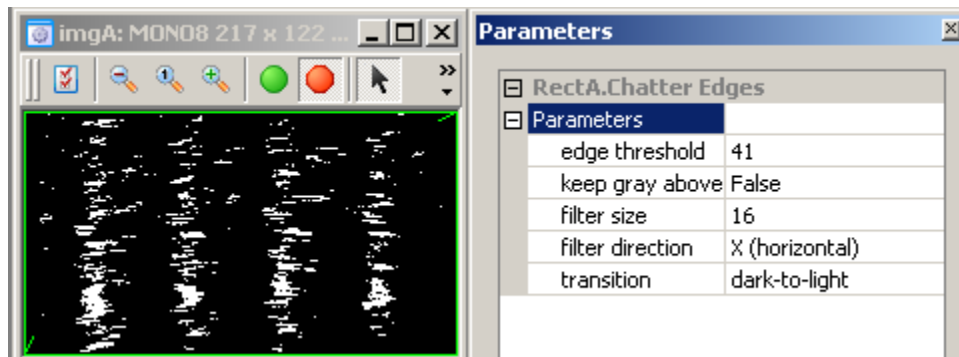 imgA: MONO8 217 x 122 ...
1
»
Parameters
RectA.Chatter Edges
Parameters
edge threshold 41
keep gray above False
filter size 16
filter direction X (horizontal)
transition dark-to-light